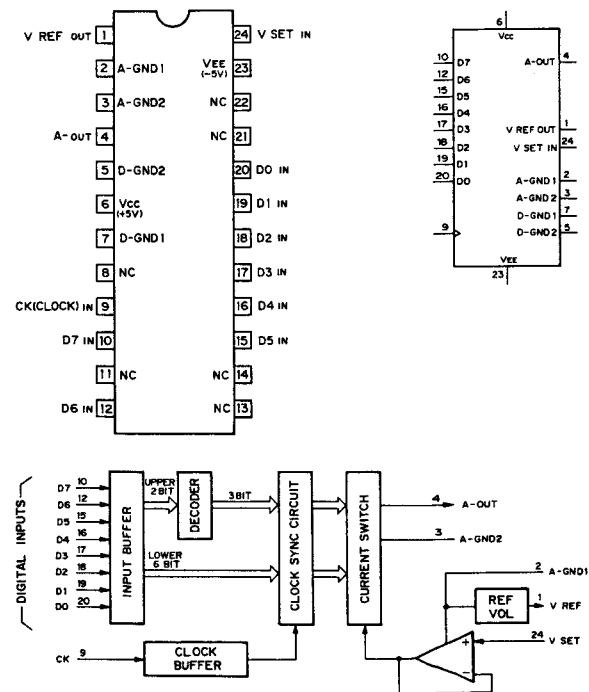 V REF OUT 1
24 V SET IN
2 A-GND1
VEE (-5V) 23
3 A-GND2
NC 22
A-OUT 4
NC 21
5 D-GND2
20 D0 IN
6 VCC (+5V)
19 D1 IN
7 D-GND1
18 D2 IN
8 NC
17 D3 IN
CK(CLOCK) IN 9
16 D4 IN
D7 IN 10
15 D5 IN
11 NC
NC 14
D6 IN 12
NC 13
6
VCC
10 D7
A-OUT 4
12 D6
15 D5
16 D4
17 D3
V REF OUT 1
18 D2
V SET IN 24
19 D1
20 D0
A-GND1 2
A-GND2 3
D-GND1 7
9
D-GND2 5
VEE
23
DIGITAL INPUTS
D7 10
D6 12
D5 15
D4 16
D3 17
D2 18
D1 19
D0 20
INPUT BUFFER
UPPER
2BIT
DECODER
3BIT
LOWER
6 BIT
CLOCK SYNC CIRCUIT
CURRENT SWITCH
4 A-OUT
3 A-GND2
2 A-GND1
REF
VOL
1 V REF
24 V SET
+
−
CK 9
CLOCK
BUFFER